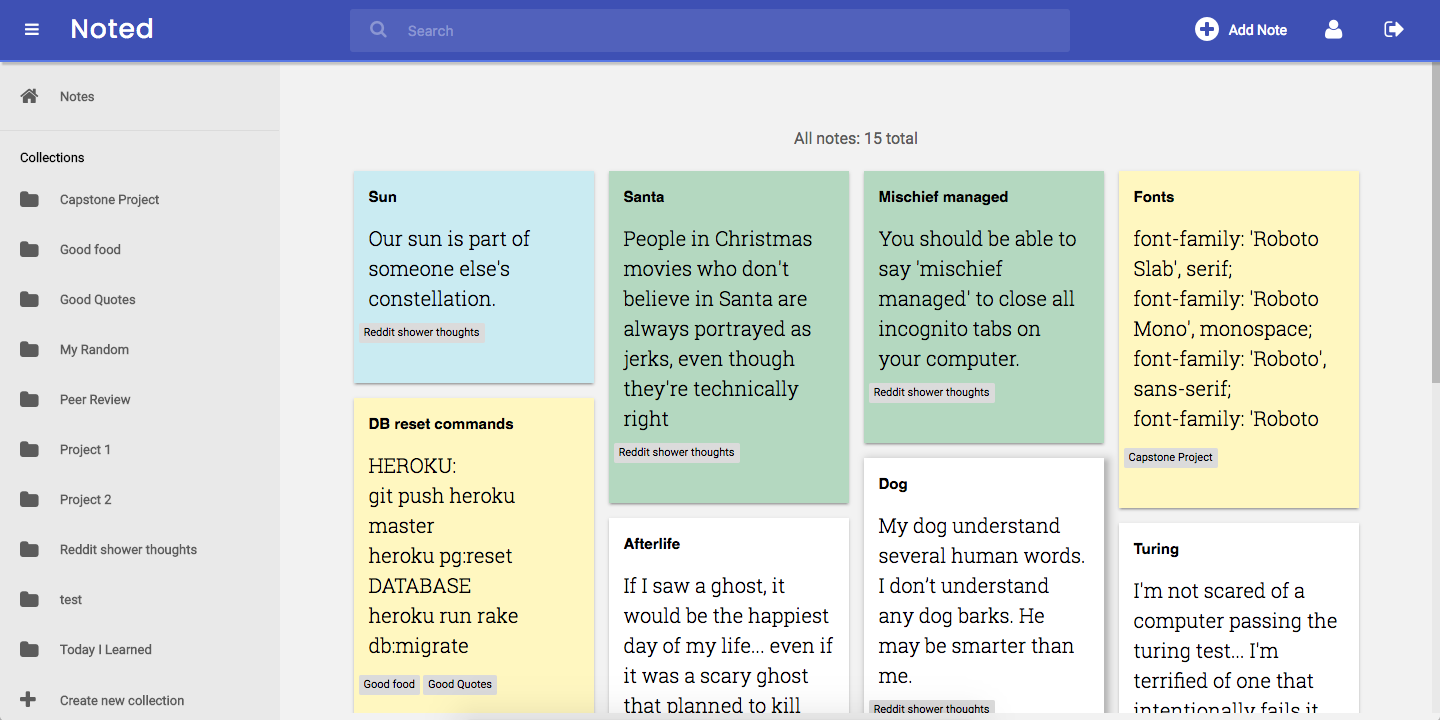 Noted
Search
Add Note
Notes
Collections
Capstone Project
Good food
Good Quotes
My Random
Peer Review
Project 1
Project 2
Reddit shower thoughts
test
Today I Learned
Create new collection
All notes: 15 total
Sun
Our sun is part of
someone else's
constellation.
Reddit shower thoughts
DB reset commands
HEROKU:
git push heroku
master
heroku pg:reset
DATABASE
heroku run rake
db:migrate
Good food
Good Quotes
Santa
People in Christmas
movies who don't
believe in Santa are
always portrayed as
jerks, even though
they're technically
right
Reddit shower thoughts
Afterlife
If I saw a ghost, it
would be the happiest
day of my life... even if
it was a scary ghost
that planned to kill
Mischief managed
You should be able to
say 'mischief
managed' to close all
incognito tabs on
your computer.
Reddit shower thoughts
Dog
My dog understand
several human words.
I don’t understand
any dog barks. He
may be smarter than
me.
Reddit shower thoughts
Fonts
font-family: 'Roboto
Slab', serif;
font-family: 'Roboto
Mono', monospace;
font-family: 'Roboto',
sans-serif;
font-family: 'Roboto
Capstone Project
Turing
I'm not scared of a
computer passing the
turing test... I'm
terrified of one that
intentionally fails it